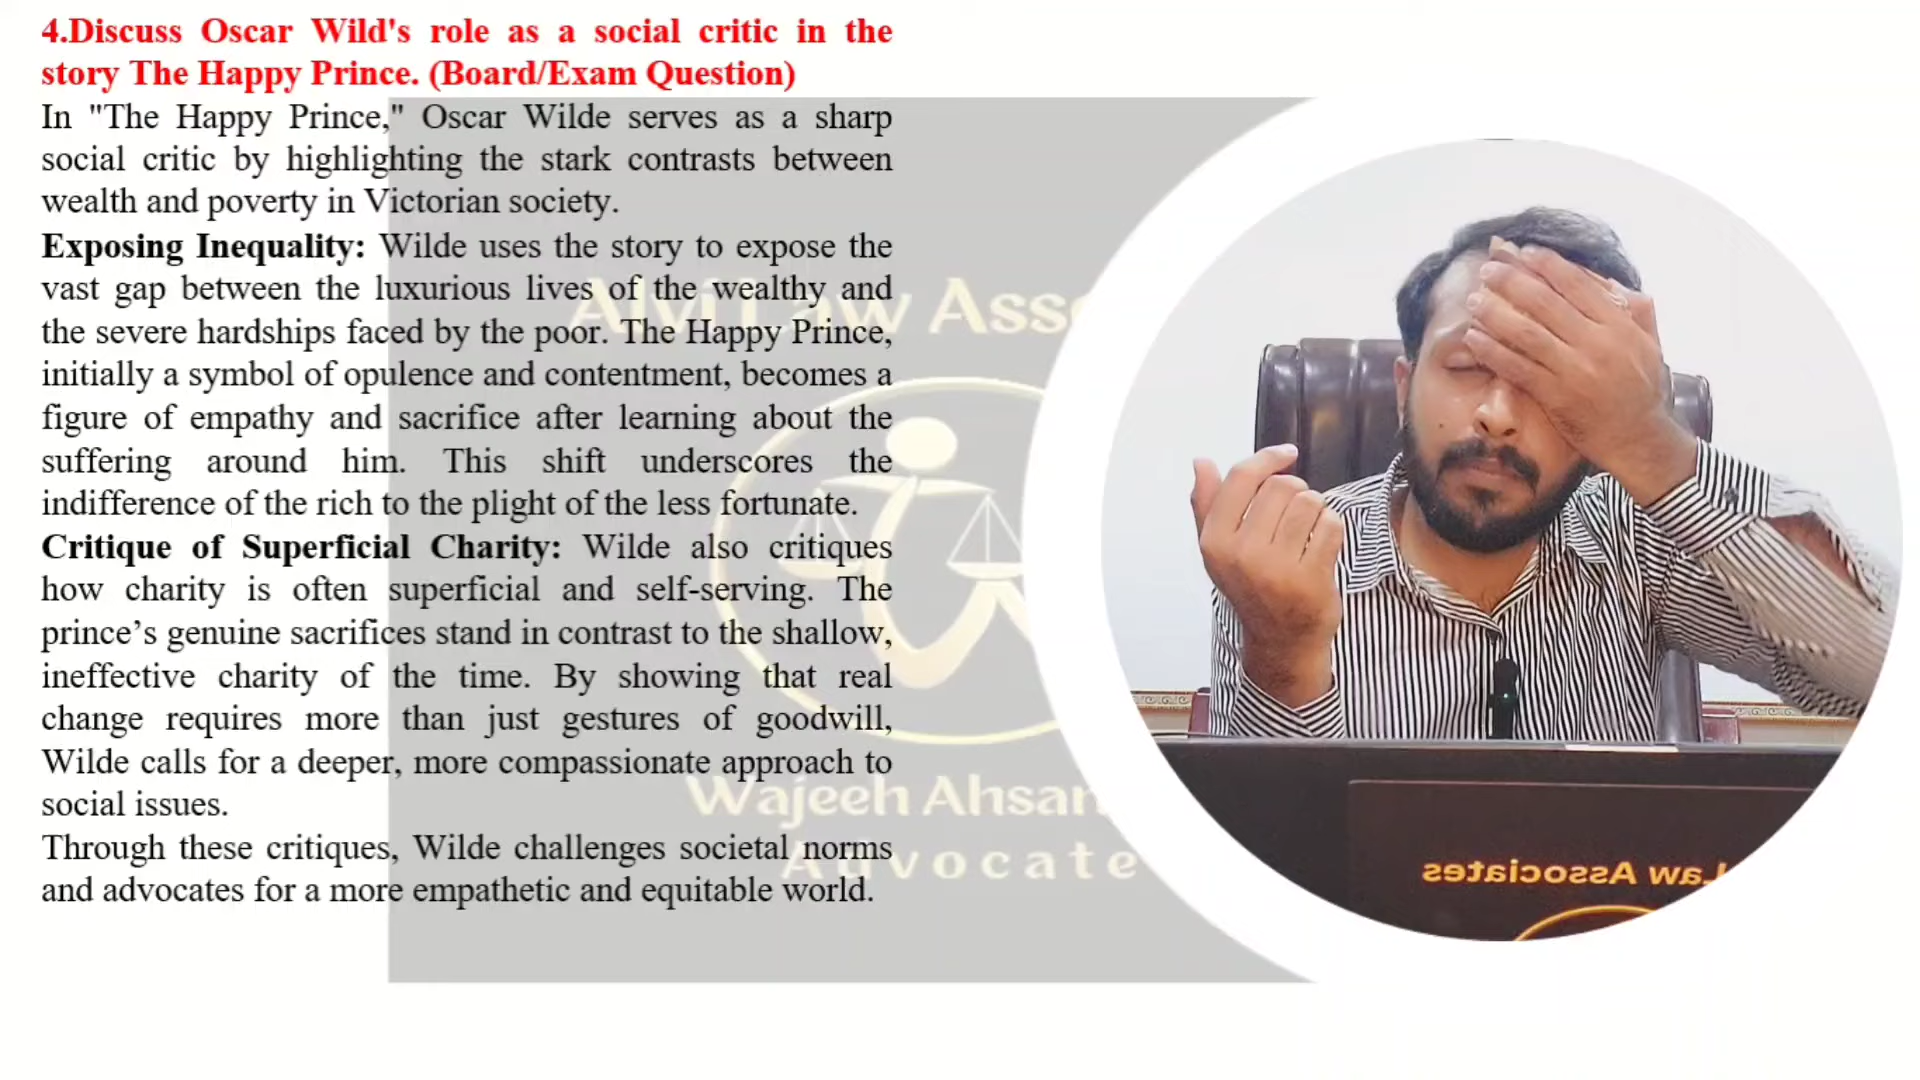 4.Discuss Oscar Wild's role as a social critic in the
story The Happy Prince. (Board/Exam Question)
In "The Happy Prince," Oscar Wilde serves as a sharp
social critic by highlighting the stark contrasts between
wealth and poverty in Victorian society.
Exposing Inequality: Wilde uses the story to expose the
vast gap between the luxurious lives of the wealthy and
the severe hardships faced by the poor. The Happy Prince,
initially a symbol of opulence and contentment, becomes a
figure of empathy and sacrifice after learning about the
suffering around him. This shift underscores the
indifference of the rich to the plight of the less fortunate.
Critique of Superficial Charity: Wilde also critiques
how charity is often superficial and self-serving. The
prince’s genuine sacrifices stand in contrast to the shallow,
ineffective charity of the time. By showing that real
change requires more than just gestures of goodwill,
Wilde calls for a deeper, more compassionate approach to
social issues.
Through these critiques, Wilde challenges societal norms
and advocates for a more empathetic and equitable world.
Alvi Law Asso
Wajeeh Ahsan
Advocate
Law Associates